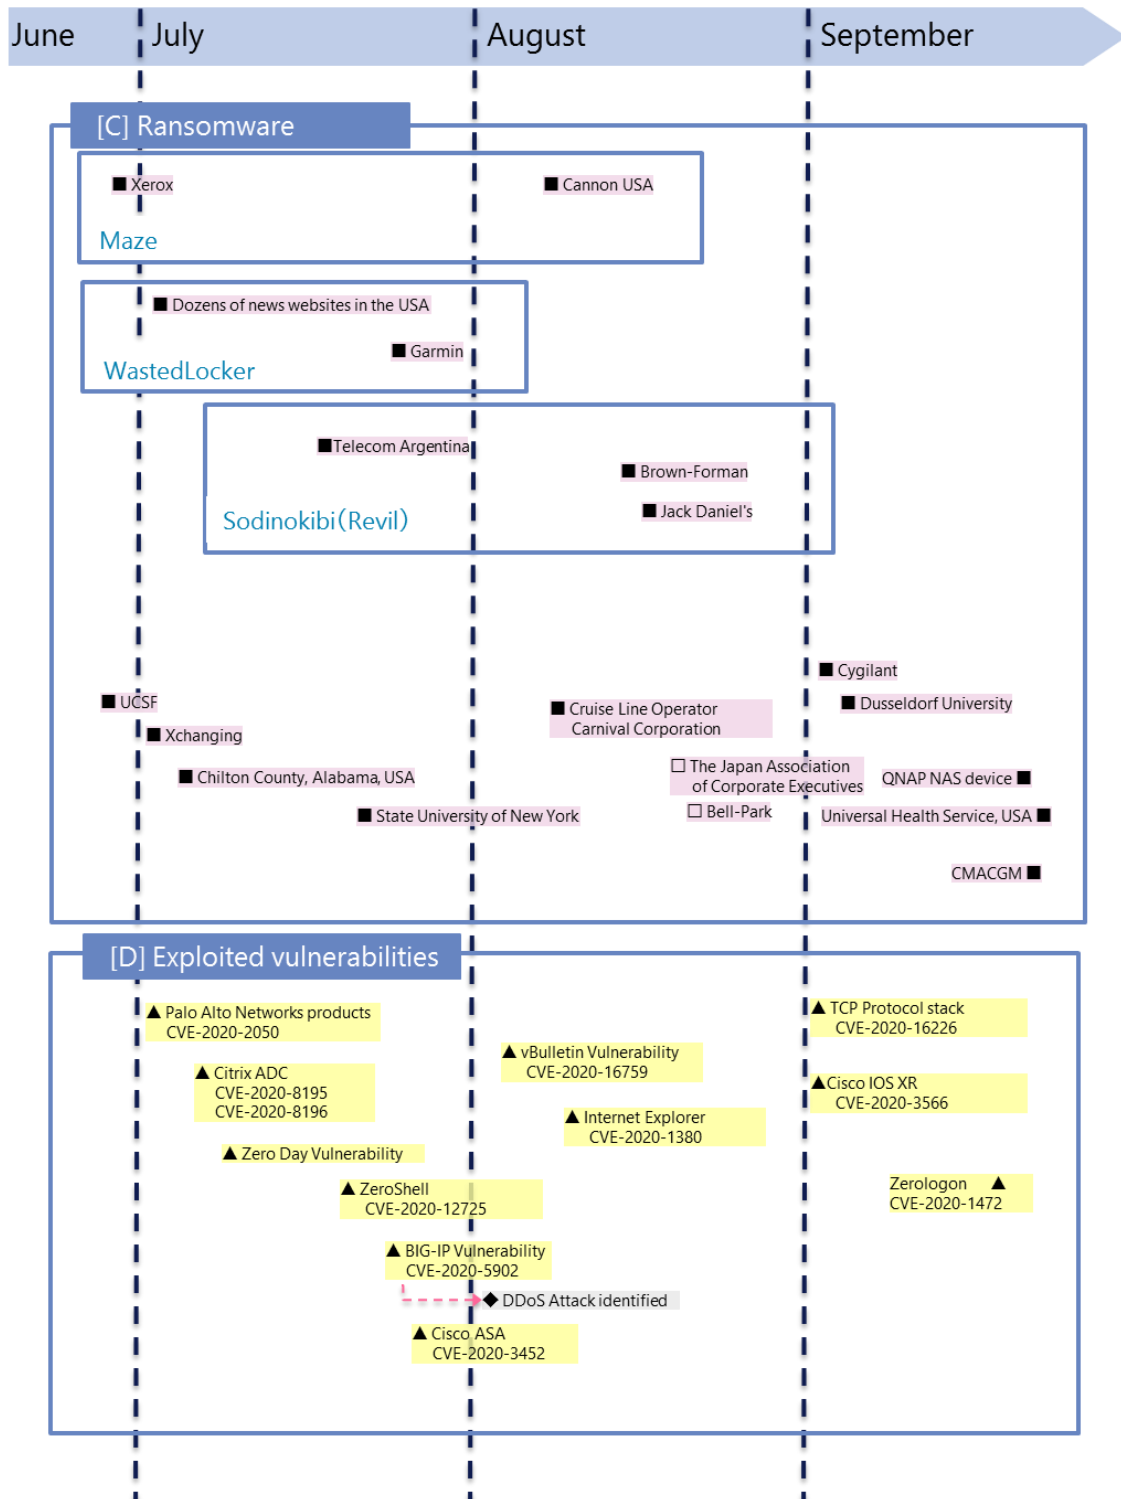 June
July
August
September
[C] Ransomware
■ Xerox
■ Cannon USA
Maze
■ Dozens of news websites in the USA
■ Garmin
WastedLocker
■Telecom Argentina
■ Brown-Forman
■ Jack Daniel's
Sodinokibi(Revil)
■ Cygilant
■ UCSF
■ Cruise Line Operator
Carnival Corporation
■ Dusseldorf University
■ Xchanging
□ The Japan Association
of Corporate Executives
■ Chilton County, Alabama, USA
QNAP NAS device ■
■ State University of New York
□ Bell-Park
Universal Health Service, USA ■
CMACGM ■
[D] Exploited vulnerabilities
▲ Palo Alto Networks products
CVE-2020-2050
▲ TCP Protocol stack
CVE-2020-16226
▲ vBulletin Vulnerability
CVE-2020-16759
▲ Citrix ADC
CVE-2020-8195
CVE-2020-8196
▲Cisco IOS XR
CVE-2020-3566
▲ Internet Explorer
CVE-2020-1380
▲ Zero Day Vulnerability
▲ ZeroShell
CVE-2020-12725
Zerologon ▲
CVE-2020-1472
▲ BIG-IP Vulnerability
CVE-2020-5902
◆ DDoS Attack identified
▲ Cisco ASA
CVE-2020-3452